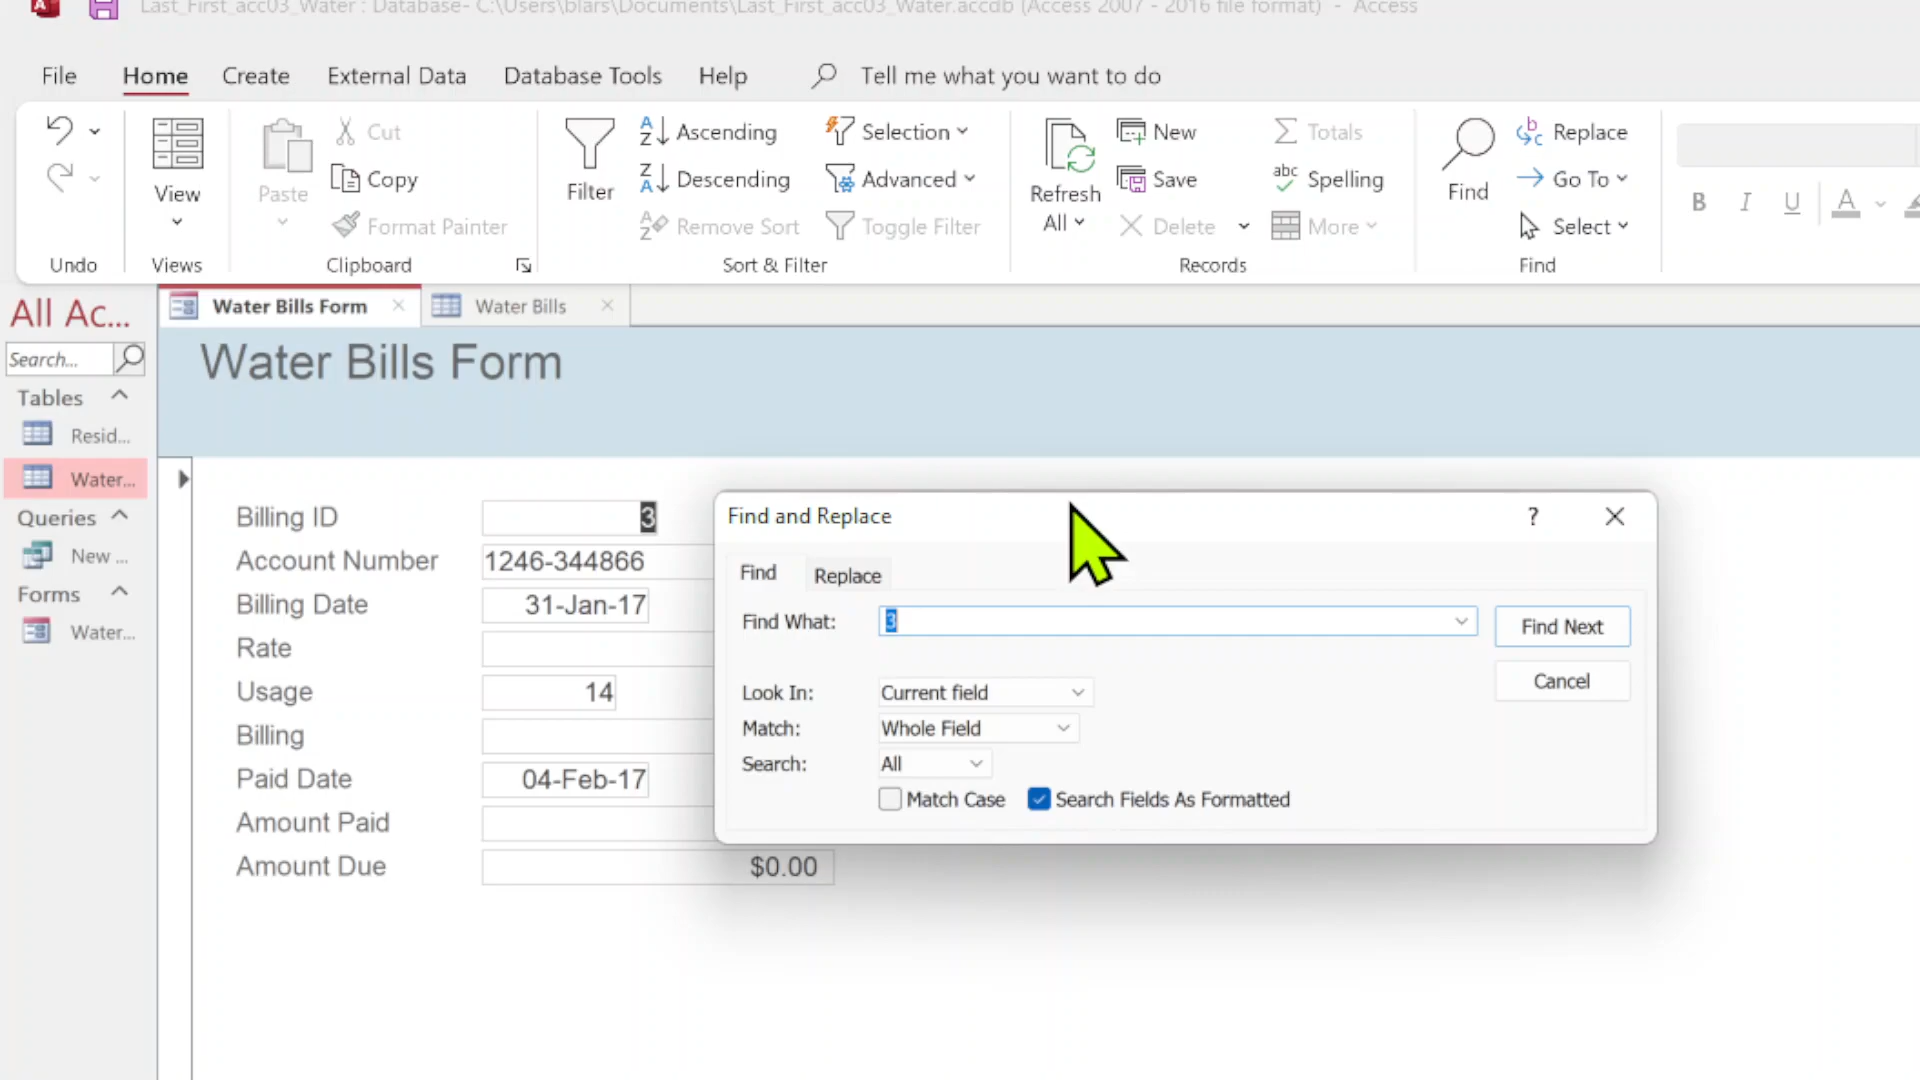 Last_First_acc03_Water : Database- C:\Users\blars\Documents\Last_First_acc03_Water.accdb (Access 2007 - 2016 file format) - Access
File Home Create External Data Database Tools Help Tell me what you want to do
Undo
View
Views
Paste
Cut
Copy
Format Painter
Clipboard
Filter
Ascending
Descending
Remove Sort
Selection
Advanced
Toggle Filter
Sort & Filter
Refresh
All
New
Save
Delete
Totals
Spelling
More
Records
Find
Replace
Go To
Select
Find
B I U A
All Ac...
Search...
Tables
Resid...
Water...
Queries
New ...
Forms
Water...
Water Bills Form
Water Bills
Water Bills Form
Billing ID 3
Account Number 1246-344866
Billing Date 31-Jan-17
Rate
Usage 14
Billing
Paid Date 04-Feb-17
Amount Paid
Amount Due $0.00
Find and Replace ?
Find Replace
Find What: 3 Find Next
Cancel
Look In: Current field
Match: Whole Field
Search: All
Match Case Search Fields As Formatted